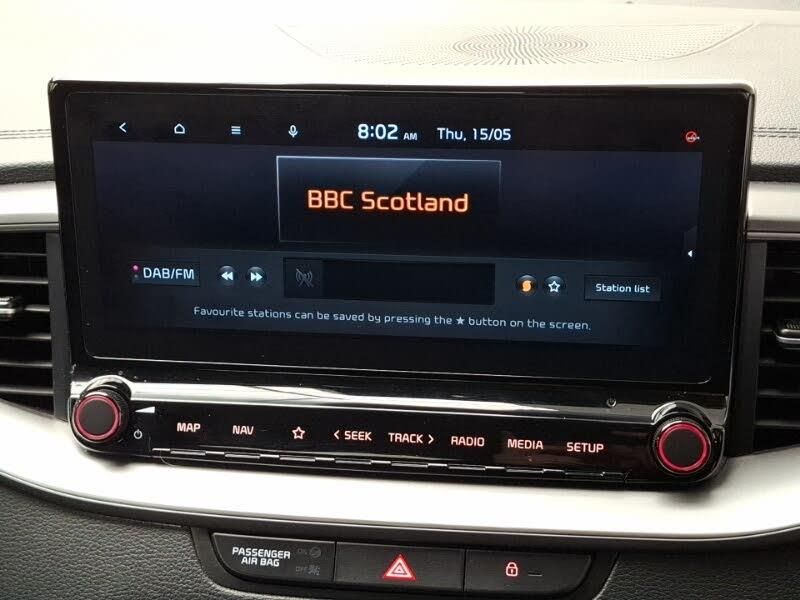 8:02 AM Thu, 15/05
BBC Scotland
DAB/FM
Station list
Favourite stations can be saved by pressing the ★ button on the screen.
MAP NAV < SEEK TRACK > RADIO MEDIA SETUP
PASSENGER
AIR BAG
ON
OFF